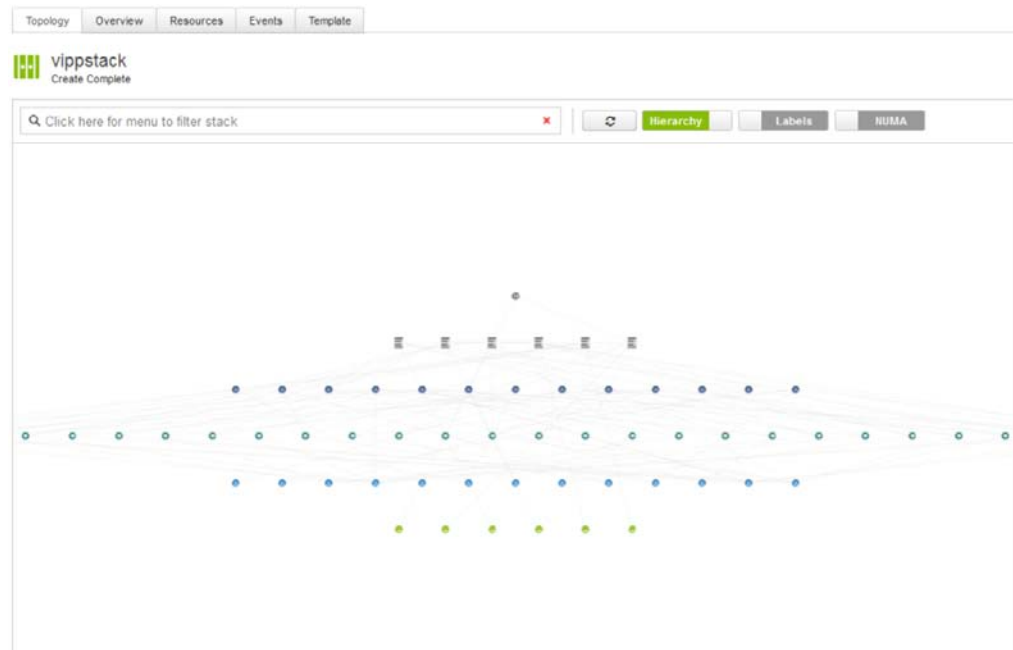 Topology Overview Resources Events Template
vippstack
Create Complete
Click here for menu to filter stack Hierarchy Labels NUMA